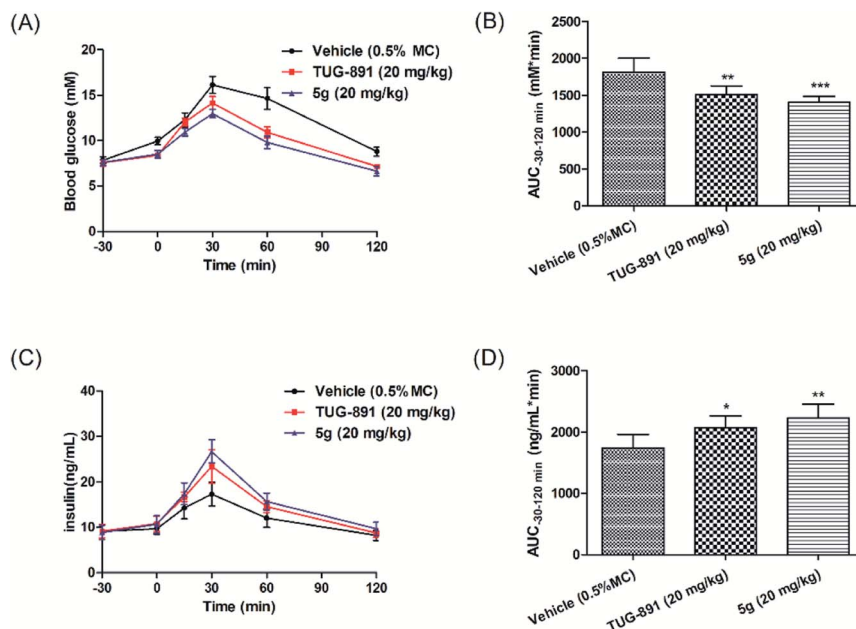 (A)
Blood glucose (mM)
20
15
10
5
0
-30 0 30 60 90 120
Time (min)
Vehicle (0.5% MC)
TUG-891 (20 mg/kg)
5g (20 mg/kg)
(B)
AUC-30-120 min (mM*min)
2500
2000
1500
1000
500
0
**
***
Vehicle (0.5%MC)
TUG-891 (20 mg/kg)
5g (20 mg/kg)
(C)
insulin(ng/mL)
40
30
20
10
0
-30 0 30 60 90 120
Time (min)
Vehicle (0.5% MC)
TUG-891 (20 mg/kg)
5g (20 mg/kg)
(D)
AUC-30-120 min (ng/mL*min)
3000
2000
1000
0
*
**
Vehicle (0.5%MC)
TUG-891 (20 mg/kg)
5g (20 mg/kg)